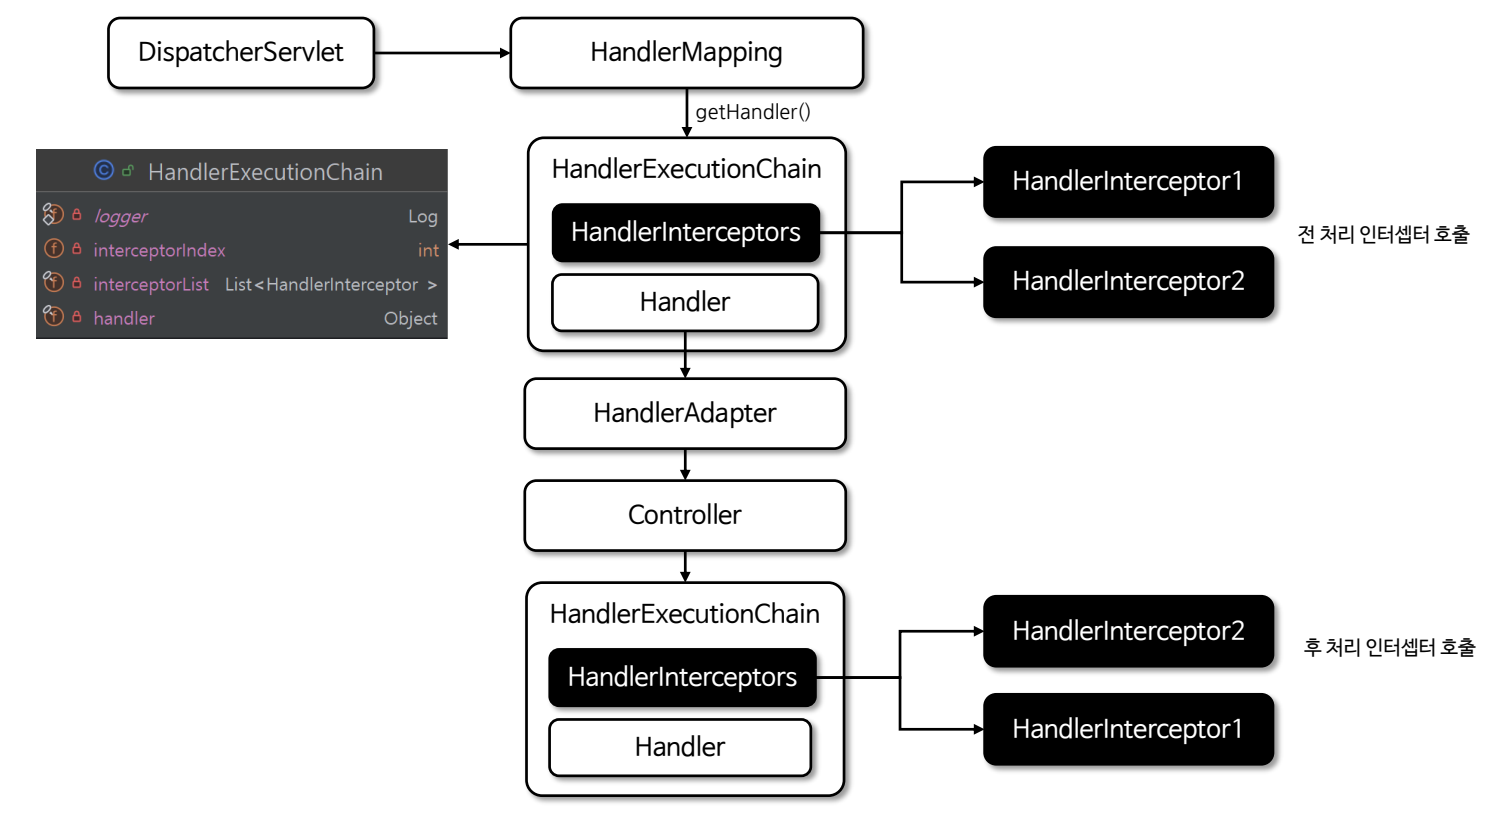 DispatcherServlet
HandlerMapping
getHandler()
HandlerExecutionChain
HandlerInterceptors
Handler
HandlerInterceptor1
HandlerInterceptor2
전 처리 인터셉터 호출
C HandlerExecutionChain
f logger Log
f interceptorIndex int
f interceptorList List<HandlerInterceptor >
f handler Object
HandlerAdapter
Controller
HandlerExecutionChain
HandlerInterceptors
Handler
HandlerInterceptor2
HandlerInterceptor1
후 처리 인터셉터 호출